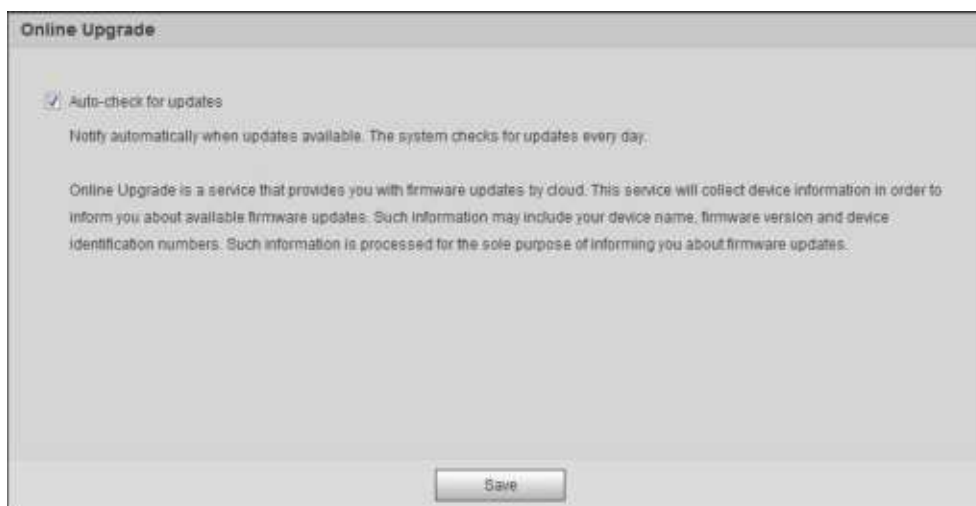 Online Upgrade
Auto-check for updates
Notify automatically when updates available. The system checks for updates every day.
Online Upgrade is a service that provides you with firmware updates by cloud. This service will collect device information in order to
inform you about available firmware updates. Such information may include your device name, firmware version and device
identification numbers. Such information is processed for the sole purpose of informing you about firmware updates.
Save